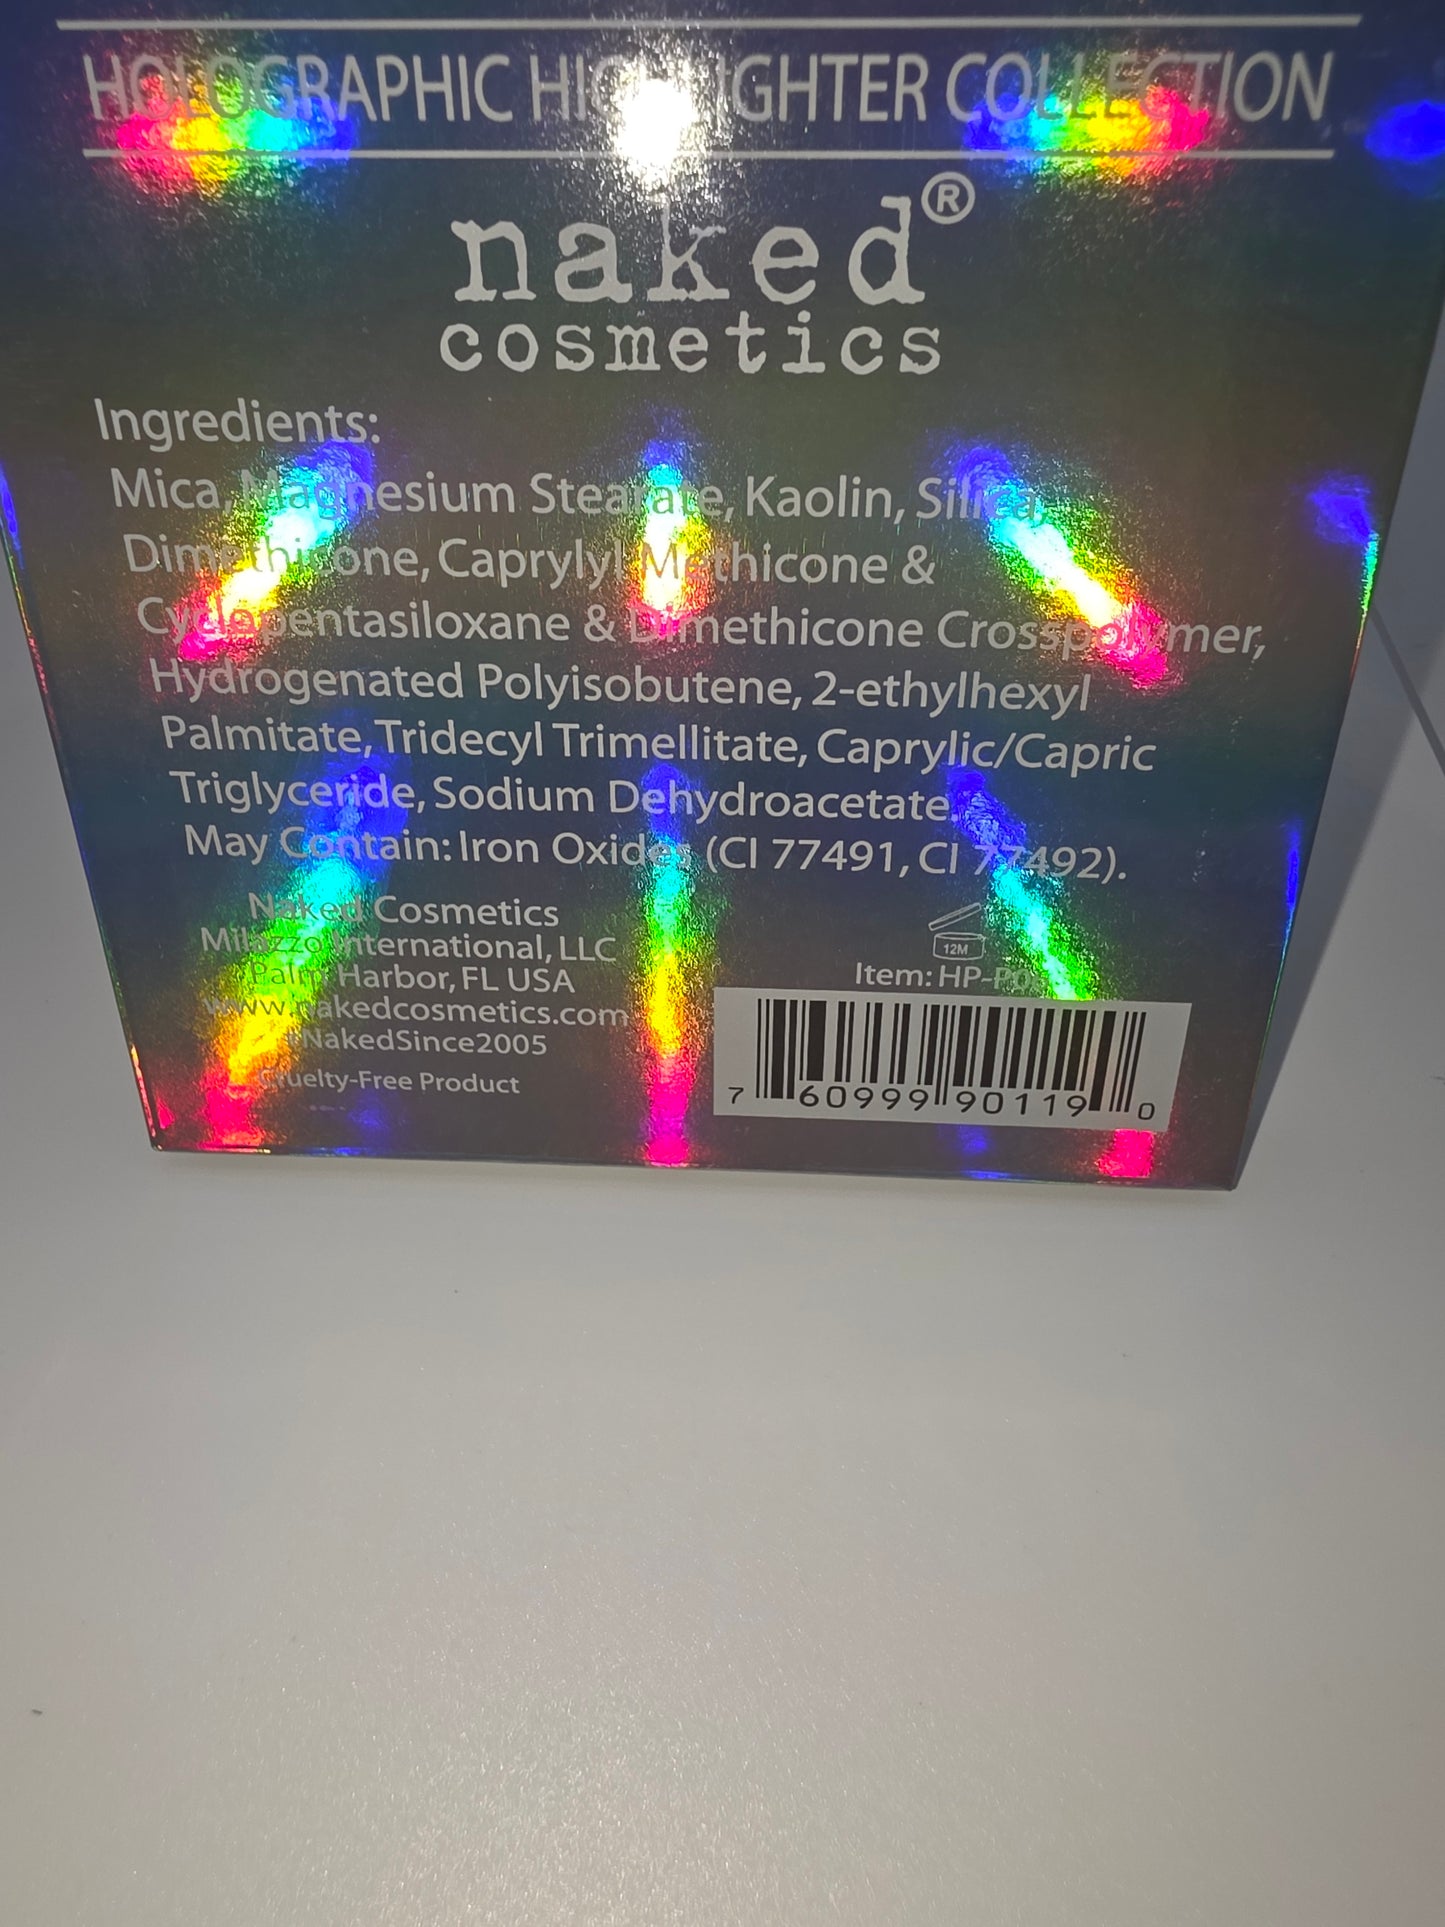 HOLOGRAPHIC HIGHLIGHTER COLLECTION
naked®
cosmetics
Ingredients:
Mica, Magnesium Stearate, Kaolin, Silica,
Dimethicone, Caprylyl Methicone &
Cyclopentasiloxane & Dimethicone Crosspolymer,
Hydrogenated Polyisobutene, 2-ethylhexyl
Palmitate, Tridecyl Trimellitate, Caprylic/Capric
Triglyceride, Sodium Dehydroacetate.
May Contain: Iron Oxides (CI 77491, CI 77492).
Naked Cosmetics
Milazzo International, LLC
Palm Harbor, FL USA
www.nakedcosmetics.com
#NakedSince2005
Cruelty-Free Product
12M
Item:
7 60999 90119 0